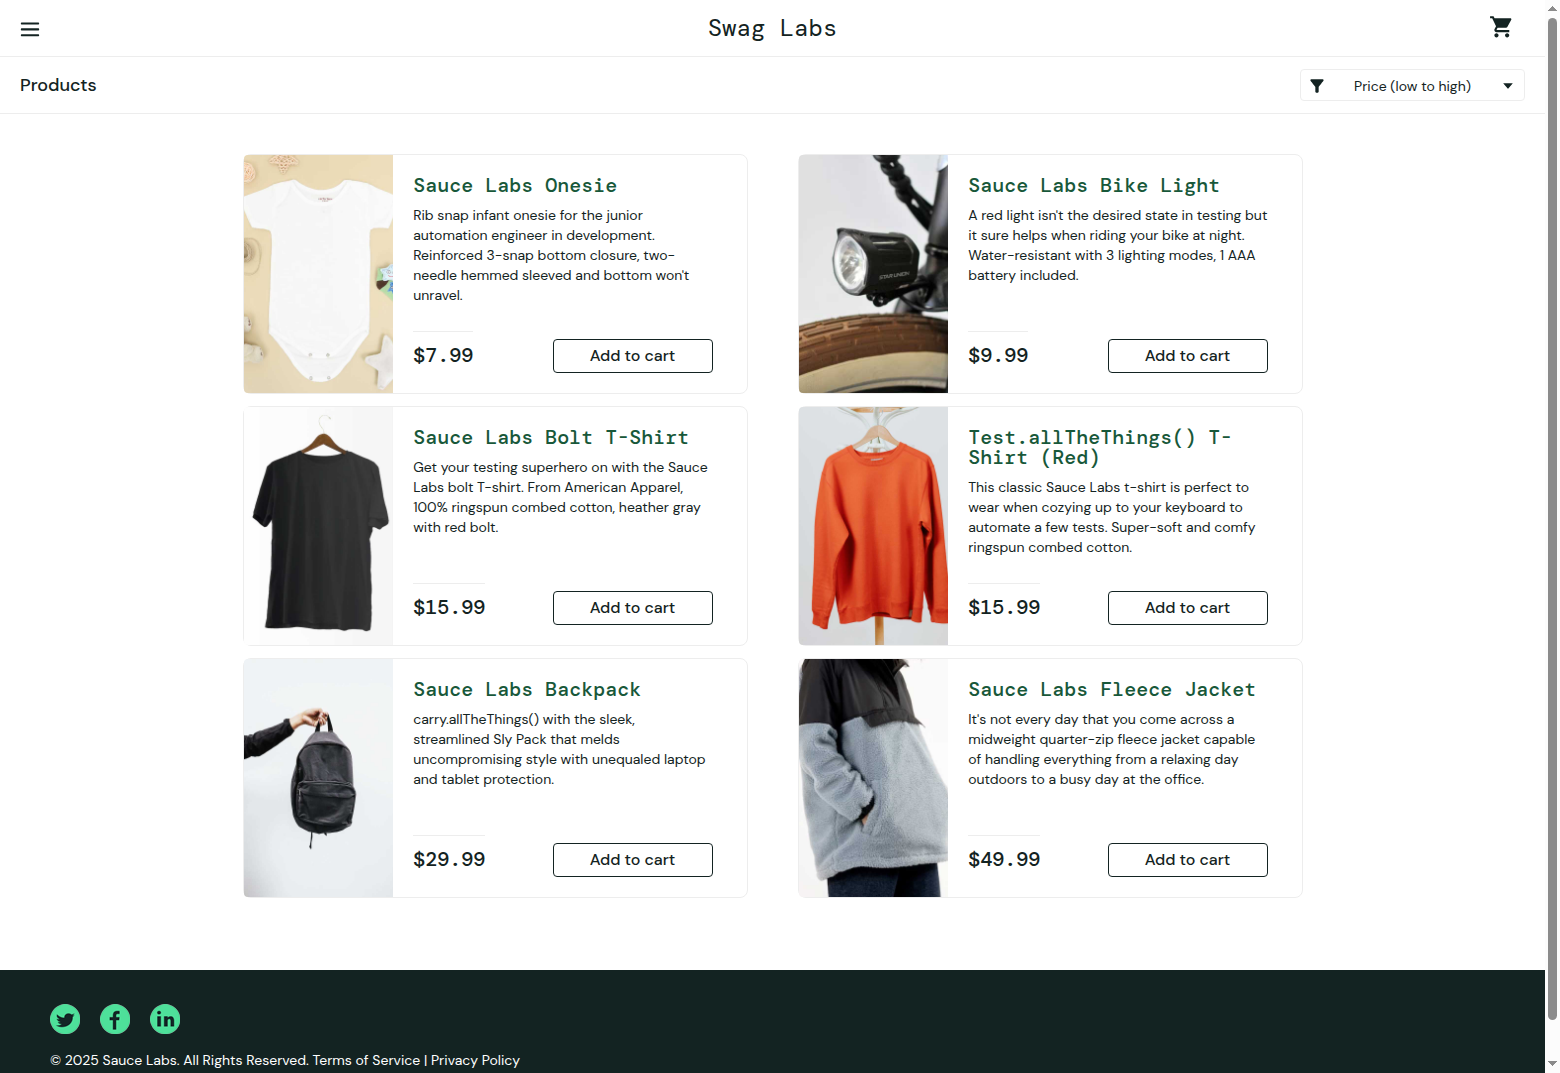 Swag Labs
Products
Price (low to high)
Sauce Labs Onesie
Rib snap infant onesie for the junior
automation engineer in development.
Reinforced 3-snap bottom closure, two-
needle hemmed sleeved and bottom won't
unravel.
$7.99
Add to cart
Sauce Labs Bike Light
A red light isn't the desired state in testing but
it sure helps when riding your bike at night.
Water-resistant with 3 lighting modes, 1 AAA
battery included.
$9.99
Add to cart
STAR UNION
Sauce Labs Bolt T-Shirt
Get your testing superhero on with the Sauce
Labs bolt T-shirt. From American Apparel,
100% ringspun combed cotton, heather gray
with red bolt.
$15.99
Add to cart
Test.allTheThings() T-
Shirt (Red)
This classic Sauce Labs t-shirt is perfect to
wear when cozying up to your keyboard to
automate a few tests. Super-soft and comfy
ringspun combed cotton.
$15.99
Add to cart
Sauce Labs Backpack
carry.allTheThings() with the sleek,
streamlined Sly Pack that melds
uncompromising style with unequaled laptop
and tablet protection.
$29.99
Add to cart
Sauce Labs Fleece Jacket
It's not every day that you come across a
midweight quarter-zip fleece jacket capable
of handling everything from a relaxing day
outdoors to a busy day at the office.
$49.99
Add to cart
© 2025 Sauce Labs. All Rights Reserved. Terms of Service | Privacy Policy